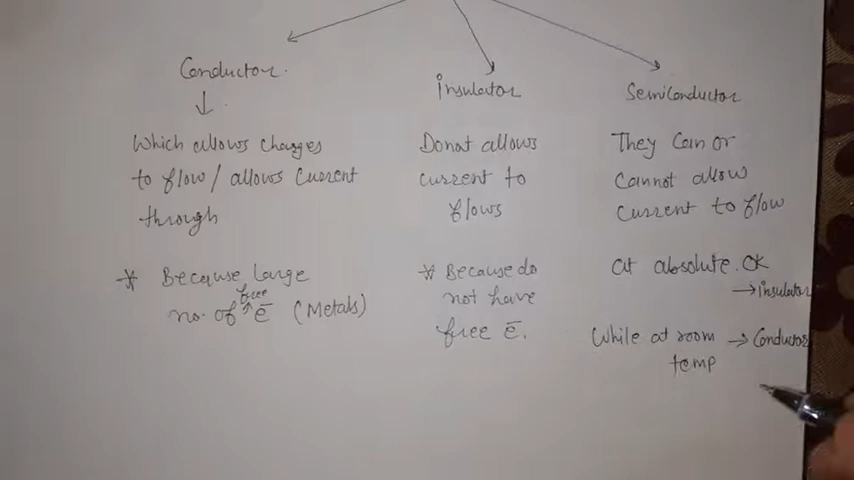 Conductor.
Which allows charges
to flow / allows current
through
* Because large
free
no. of e̅ (Metals)
insulator
Donot allows
current to
flows
* Because do
not have
free e̅.
Semiconductor
They Can or
Cannot allow
Current to flow
at absolute. 0K
→ insulator
While at room → Conductor
temp